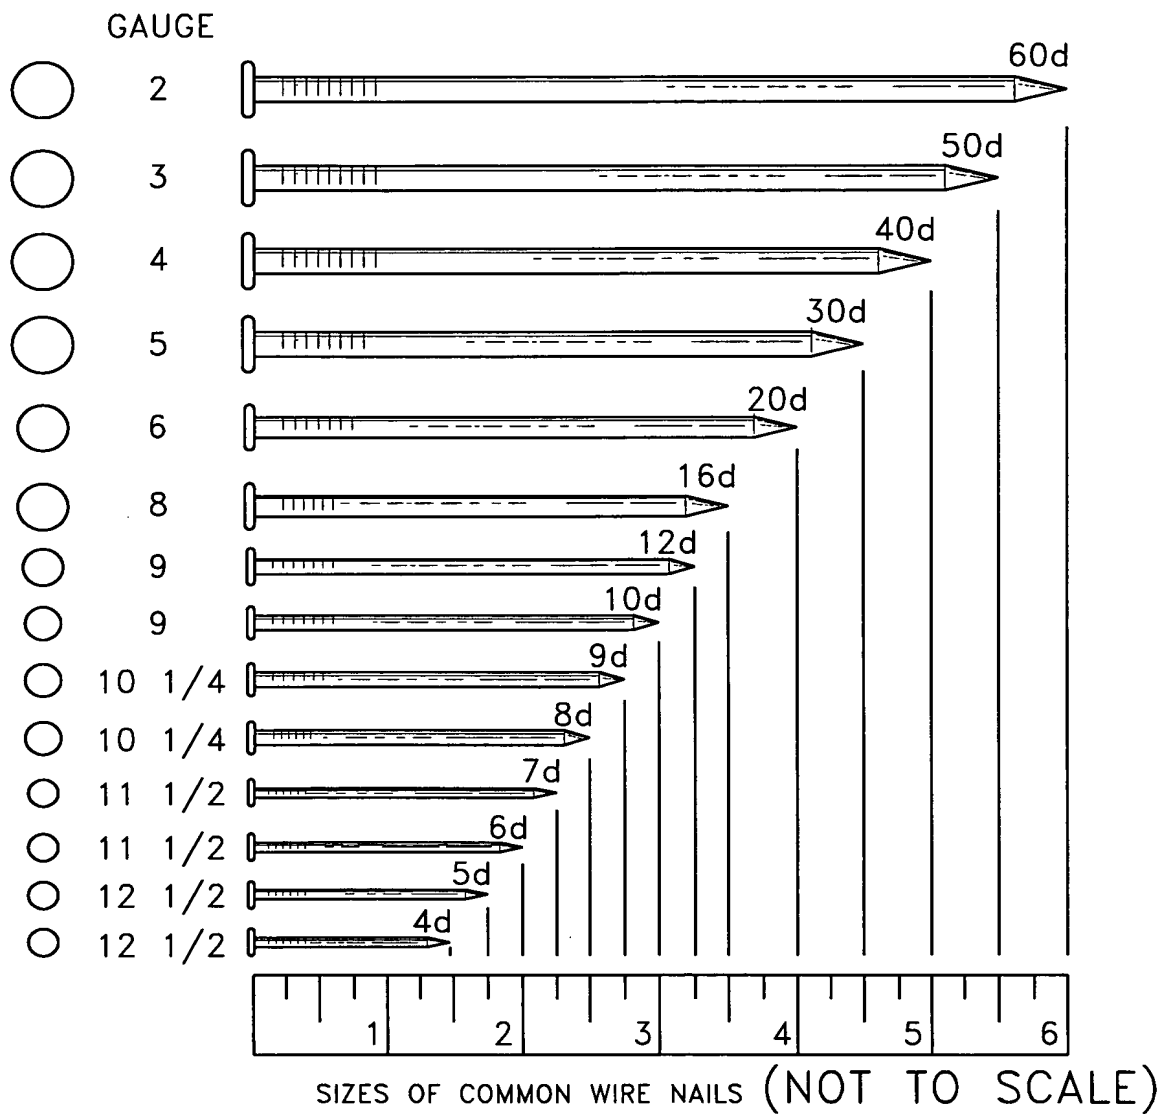 GAUGE
2 60d
3 50d
4 40d
5 30d
6 20d
8 16d
9 12d
9 10d
10 1/4 9d
10 1/4 8d
11 1/2 7d
11 1/2 6d
12 1/2 5d
12 1/2 4d
1 2 3 4 5 6
SIZES OF COMMON WIRE NAILS (NOT TO SCALE)